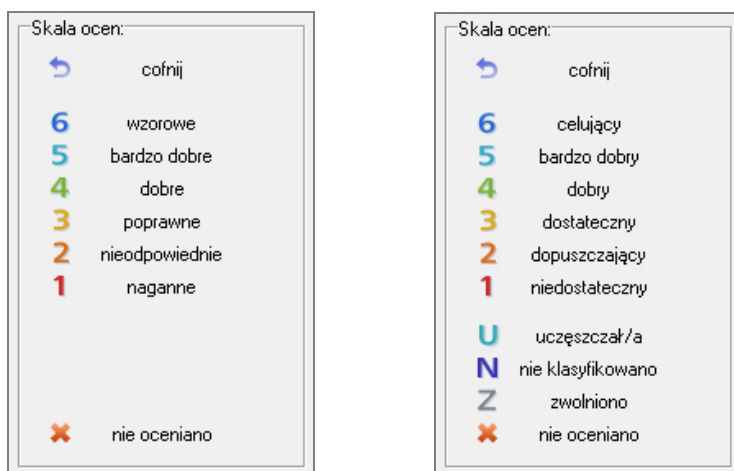 Skala ocen:
cofnij
6 wzorowe
5 bardzo dobre
4 dobre
3 poprawne
2 nieodpowiednie
1 naganne
nie oceniano
Skala ocen:
cofnij
6 celujący
5 bardzo dobry
4 dobry
3 dostateczny
2 dopuszczający
1 niedostateczny
U uczęszczał/a
N nie klasyfikowano
Z zwolniono
nie oceniano